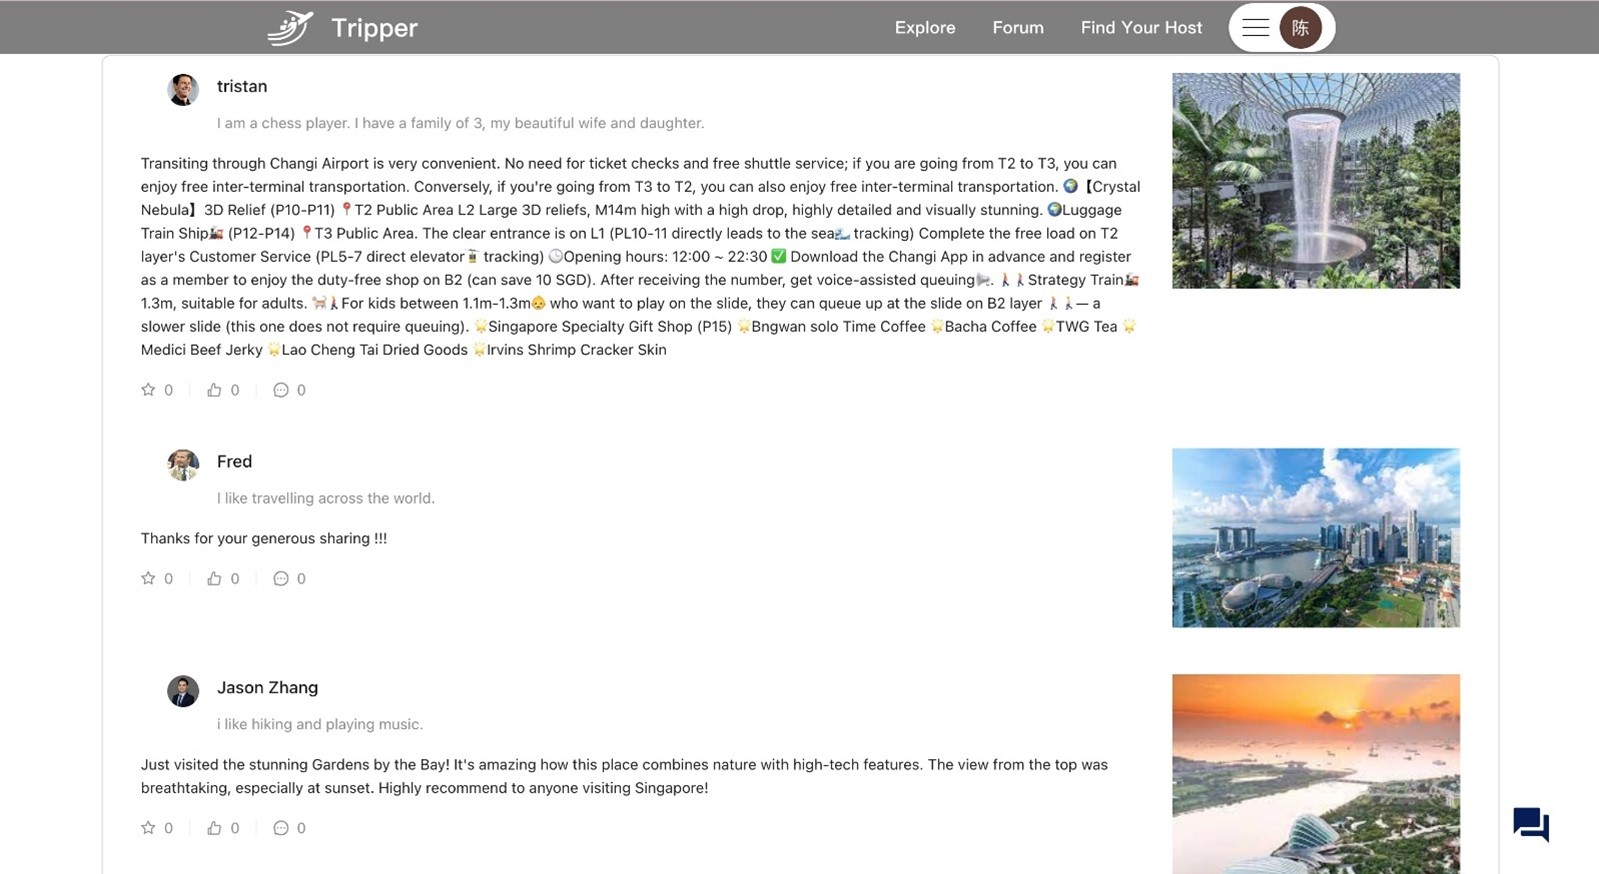 Tripper
Explore
Forum
Find Your Host
陈
tristan
I am a chess player. I have a family of 3, my beautiful wife and daughter.
Transiting through Changi Airport is very convenient. No need for ticket checks and free shuttle service; if you are going from T2 to T3, you can
enjoy free inter-terminal transportation. Conversely, if you're going from T3 to T2, you can also enjoy free inter-terminal transportation. 🌍【Crystal
Nebula】3D Relief (P10-P11) 📍T2 Public Area L2 Large 3D reliefs, M14m high with a high drop, highly detailed and visually stunning. 🌍Luggage
Train Ship🚂 (P12-P14) 📍T3 Public Area. The clear entrance is on L1 (PL10-11 directly leads to the sea🌊 tracking) Complete the free load on T2
layer's Customer Service (PL5-7 direct elevator tracking) 🕒Opening hours: 12:00 ~ 22:30 ✅ Download the Changi App in advance and register
as a member to enjoy the duty-free shop on B2 (can save 10 SGD). After receiving the number, get voice-assisted queuing. Strategy Train🚂
1.3m, suitable for adults. For kids between 1.1m-1.3m👶 who want to play on the slide, they can queue up at the slide on B2 layer — a
slower slide (this one does not require queuing). 🌟Singapore Specialty Gift Shop (P15) 🌟Bngwan solo Time Coffee 🌟Bacha Coffee 🌟TWG Tea 🌟
Medici Beef Jerky 🌟Lao Cheng Tai Dried Goods 🌟Irvins Shrimp Cracker Skin
0 0 0
Fred
I like travelling across the world.
Thanks for your generous sharing !!!
0 0 0
Jason Zhang
i like hiking and playing music.
Just visited the stunning Gardens by the Bay! It's amazing how this place combines nature with high-tech features. The view from the top was
breathtaking, especially at sunset. Highly recommend to anyone visiting Singapore!
0 0 0